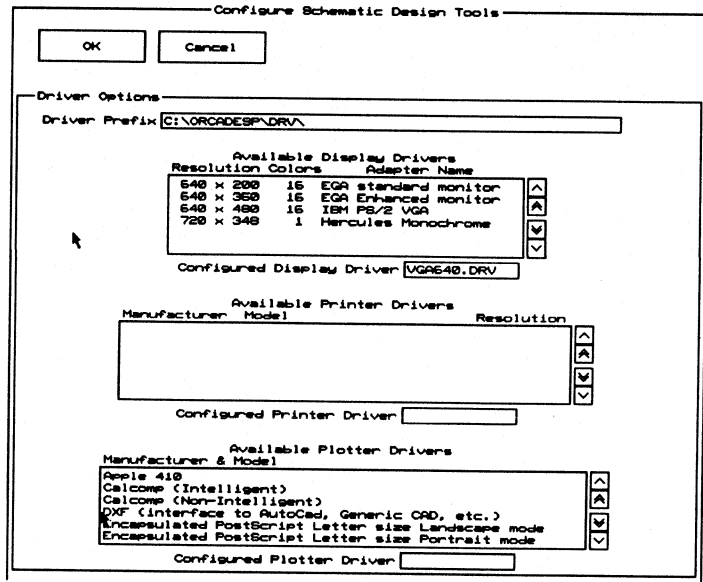 Configure Schematic Design Tools
OK Cancel
Driver Options
Driver Prefix C:\ORCADESP\DRV\
Available Display Drivers
Resolution Colors Adapter Name
640 x 200 16 EGA standard monitor
640 x 350 16 EGA Enhanced monitor
640 x 480 16 IBM PS/2 VGA
720 x 348 1 Hercules Monochrome
Configured Display Driver VGA640.DRV
Available Printer Drivers
Manufacturer Model Resolution
Configured Printer Driver
Available Plotter Drivers
Manufacturer & Model
Apple 410
Calcomp (Intelligent)
Calcomp (Non-Intelligent)
DXF (interface to AutoCad, Generic CAD, etc.)
Encapsulated PostScript Letter size Landscape mode
Encapsulated PostScript Letter size Portrait mode
Configured Plotter Driver